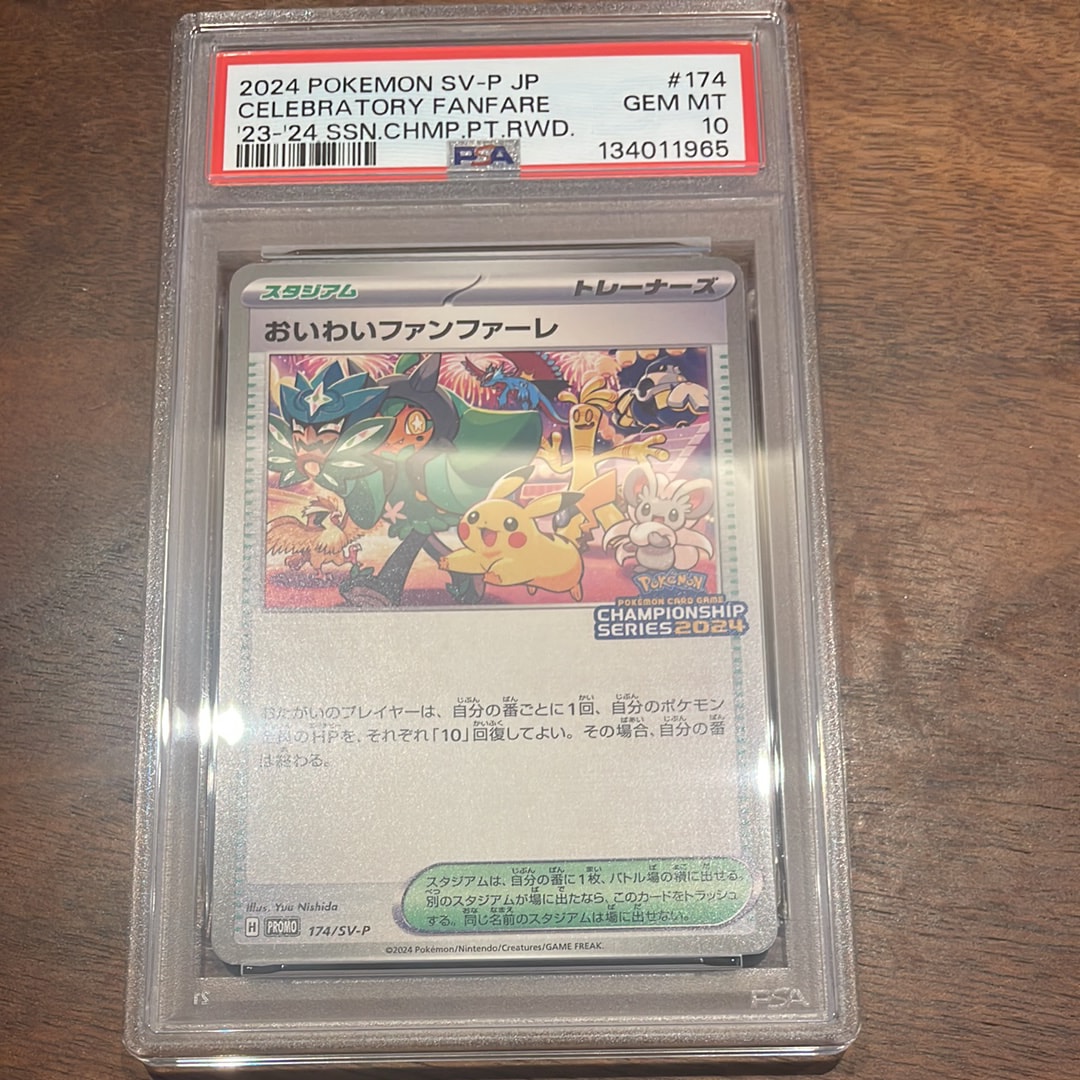 2024 POKEMON SV-P JP #174
CELEBRATORY FANFARE GEM MT
'23-'24 SSN.CHMP.PT.RWD. 10
PSA 134011965
スタジアム トレーナーズ
おいわいファンファーレ
POKÉMON
POKÉMON CARD GAME
CHAMPIONSHIP
SERIES 2024
おたがいのプレイヤーは、自分の番ごとに1回、自分のポケモン
全員のHPを、それぞれ「10」回復してよい。その場合、自分の番
は終わる。
スタジアムは、自分の番に1枚、バトル場の横に出せる。
別のスタジアムが場に出たなら、このカードをトラッシュ
する。同じ名前のスタジアムは場に出せない。
Illus. Yuu Nishida
H PROMO 174/SV-P
©2024 Pokémon/Nintendo/Creatures/GAME FREAK.
PSA